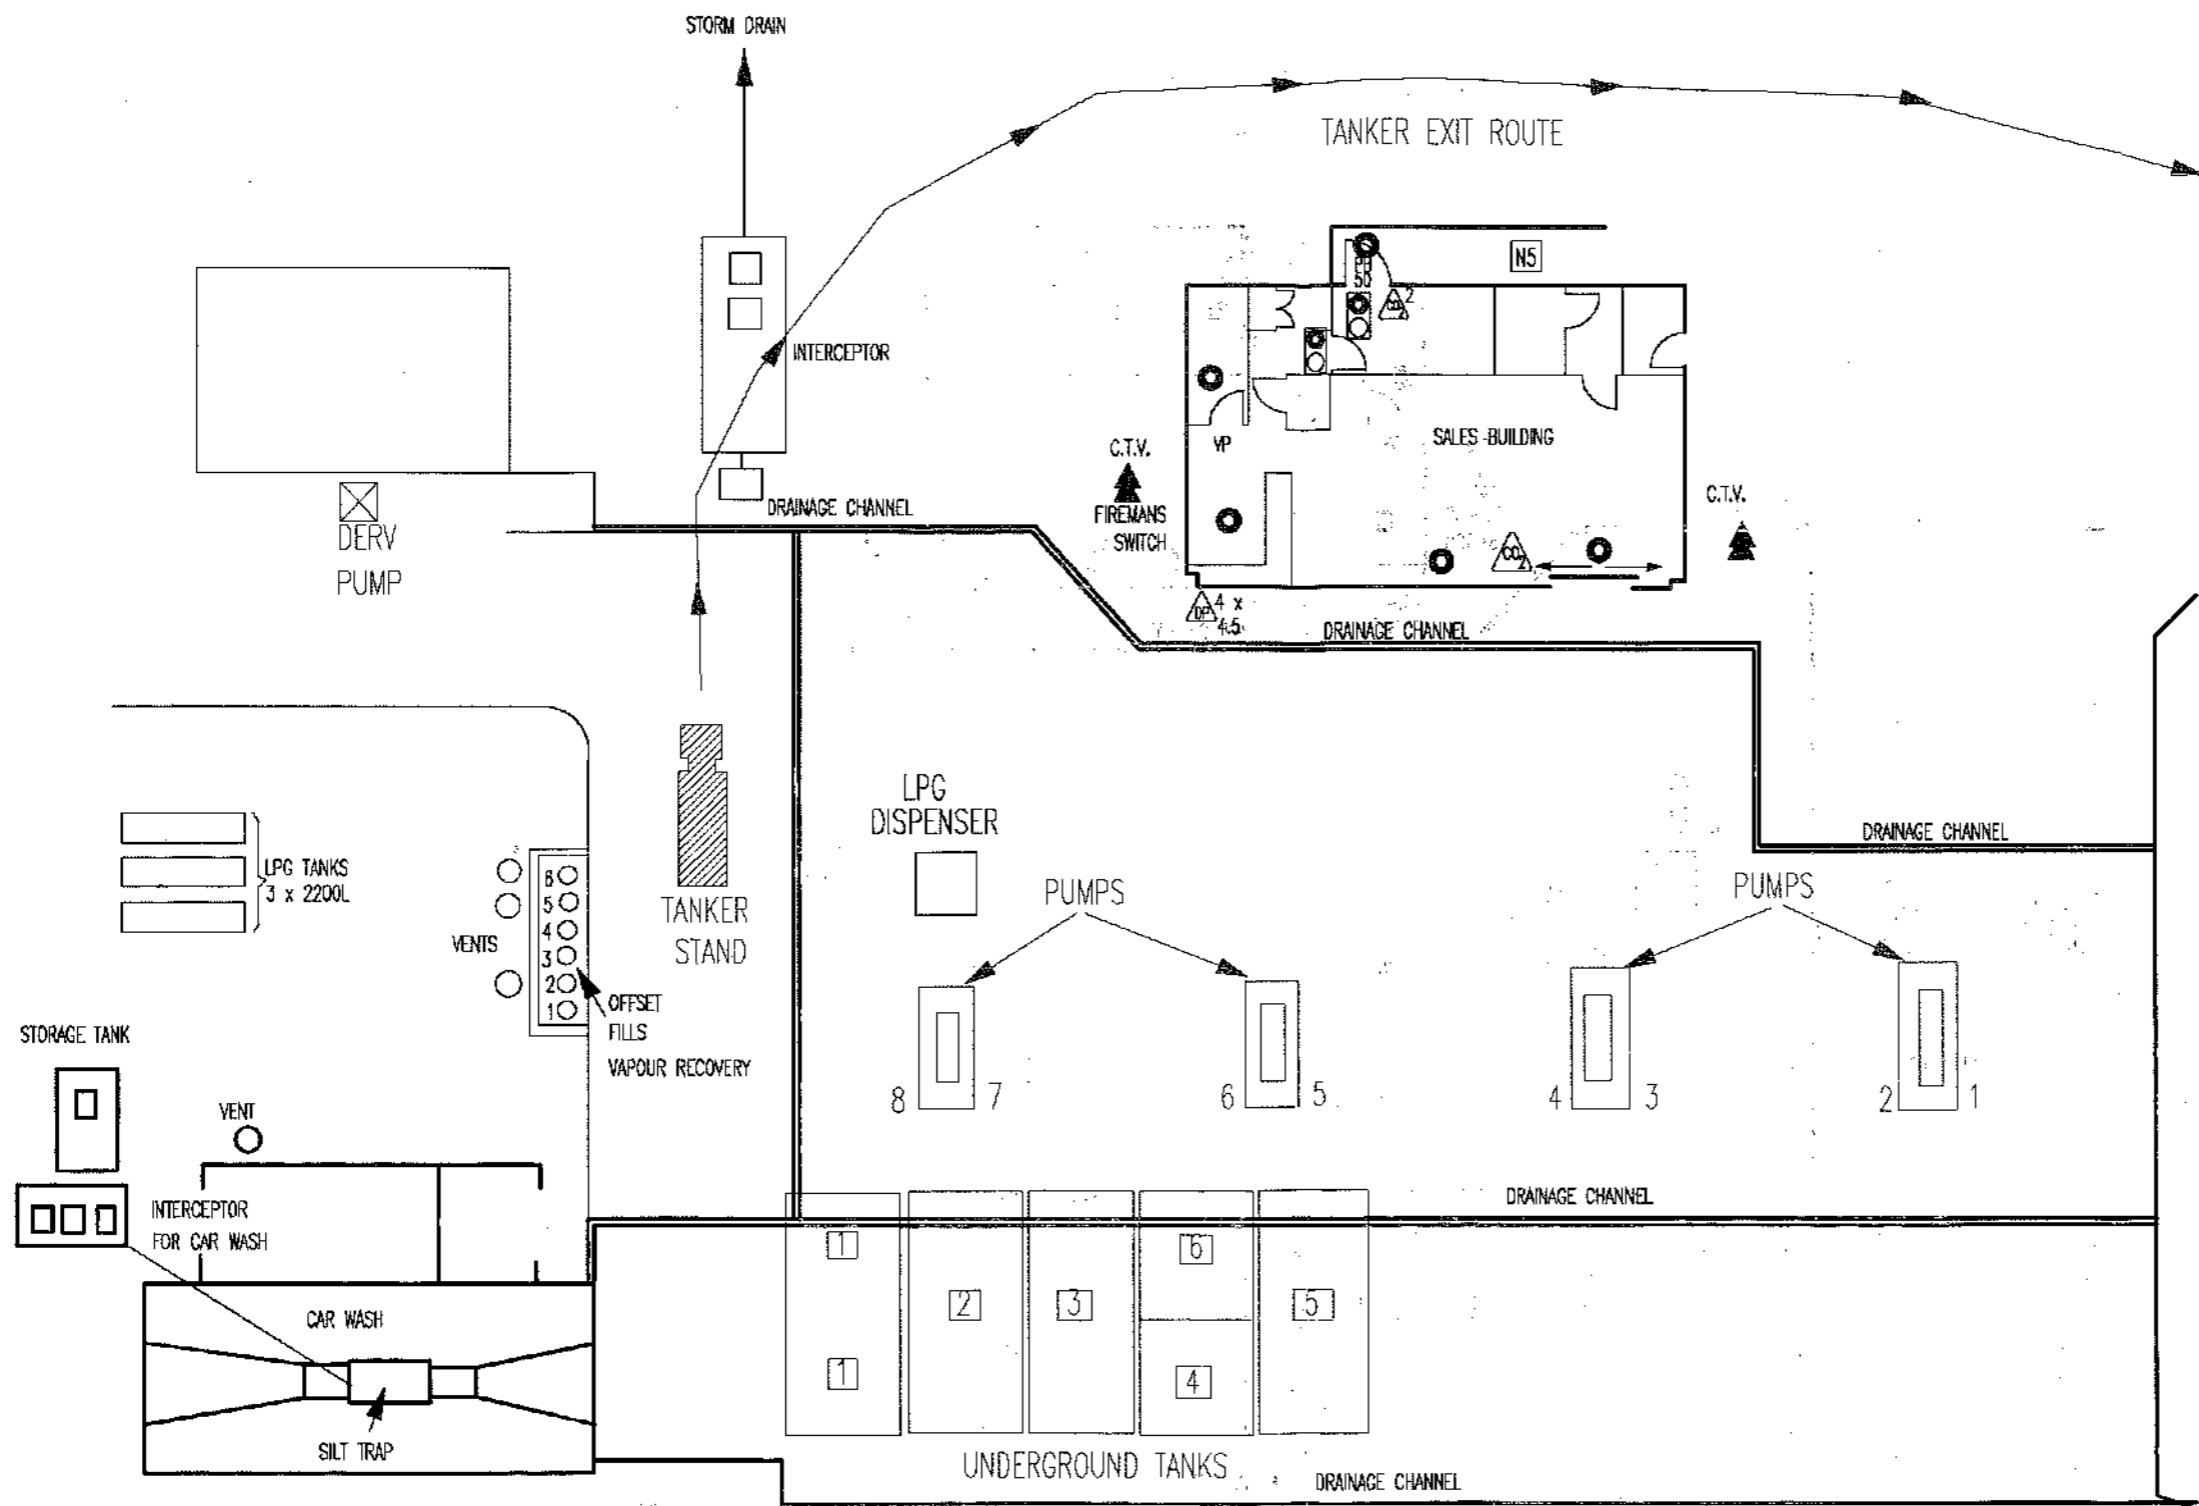 STORM DRAIN
TANKER EXIT ROUTE
N5
50
2
INTERCEPTOR
SALES BUILDING
VP
C.T.V.
FIREMANS
SWITCH
C.T.V.
DRAINAGE CHANNEL
CO2
DERV
PUMP
DP 4 x
4.5
DRAINAGE CHANNEL
LPG
DISPENSER
DRAINAGE CHANNEL
LPG TANKS
3 x 2200L
PUMPS
PUMPS
6
5
4
3
2
1
VENTS
TANKER
STAND
OFFSET
FILLS
VAPOUR RECOVERY
STORAGE TANK
VENT
8 7
6 5
4 3
2 1
INTERCEPTOR
FOR CAR WASH
DRAINAGE CHANNEL
1
6
2
3
5
1
4
CAR WASH
SILT TRAP
UNDERGROUND TANKS
DRAINAGE CHANNEL